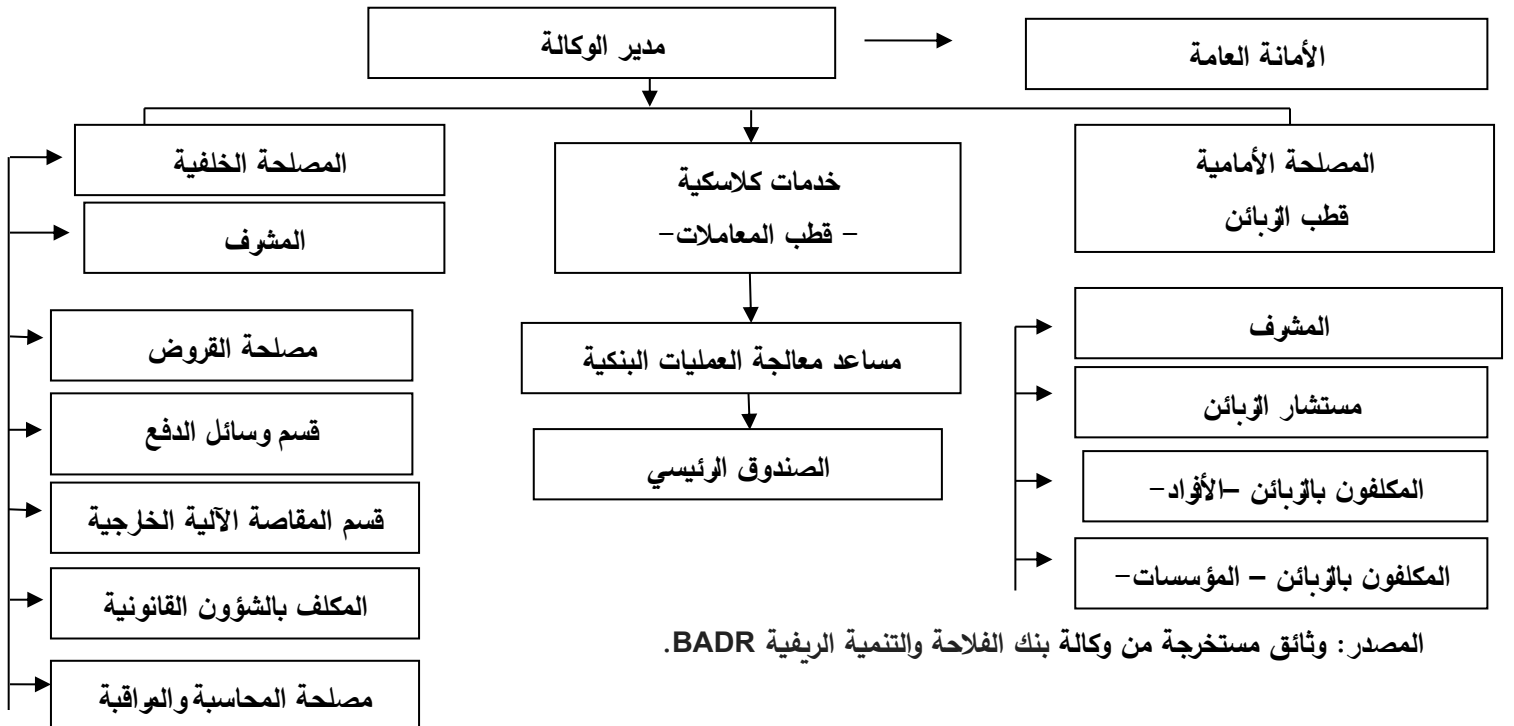 مدير الوكالة
الأمانة العامة
المصلحة الأمامية
قطب الزبائن
خدمات كلاسكية
- قطب المعاملات-
المصلحة الخلفية
المشرف
المشرف
مستشار الزبائن
المكلفون بالزبائن –الأفراد-
المكلفون بالزبائن – المؤسسات-
مساعد معالجة العمليات البنكية
الصندوق الرئيسي
مصلحة القروض
قسم وسائل الدفع
قسم المقاصة الآلية الخارجية
المكلف بالشؤون القانونية
مصلحة المحاسبة والمراقبة
المصدر: وثائق مستخرجة من وكالة بنك الفلاحة والتنمية الريفية BADR.